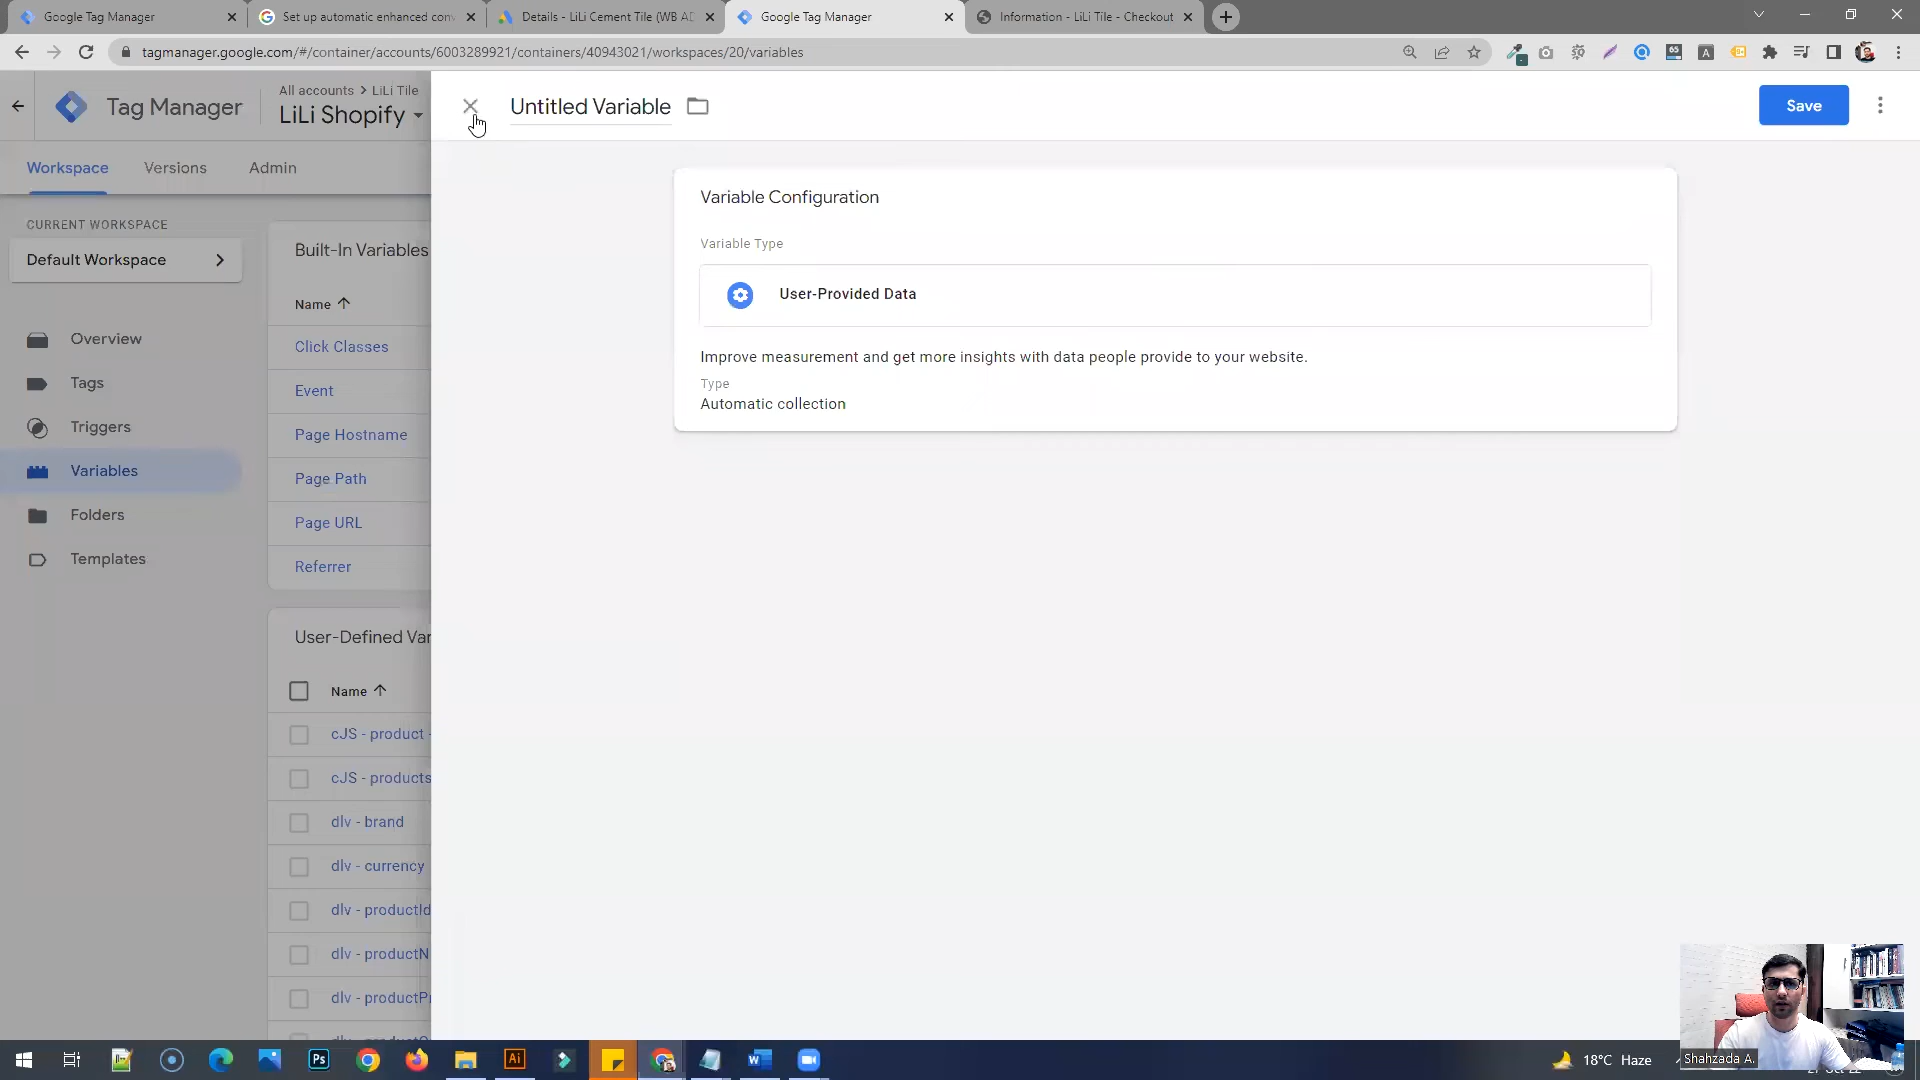 Google Tag Manager
Set up automatic enhanced conv
Details - LiLi Cement Tile (WB AD
Google Tag Manager
Information - LiLi Tile - Checkout
tagmanager.google.com/#/container/accounts/6003289921/containers/40943021/workspaces/20/variables
Tag Manager
All accounts > LiLi Tile
LiLi Shopify
Untitled Variable
Save
Workspace
Versions
Admin
CURRENT WORKSPACE
Default Workspace
Overview
Tags
Triggers
Variables
Folders
Templates
Built-In Variables
Name
Click Classes
Event
Page Hostname
Page Path
Page URL
Referrer
User-Defined Var
Name
cJS - product -
cJS - products
dlv - brand
dlv - currency
dlv - productId
dlv - productN
dlv - productPr
Variable Configuration
Variable Type
User-Provided Data
Improve measurement and get more insights with data people provide to your website.
Type
Automatic collection
Shahzada A.
18°C Haze